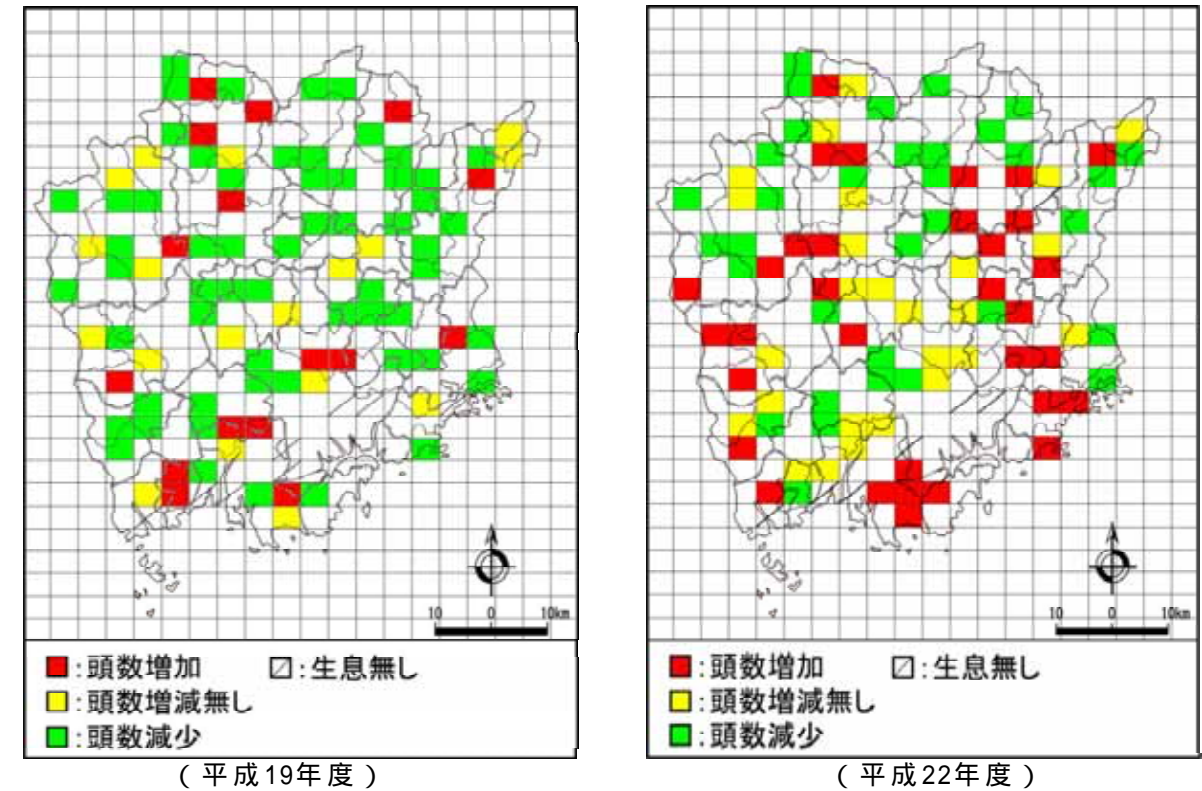 10 0 10km
:頭数増加 :生息無し
:頭数増減無し
:頭数減少
(平成19年度)
10 0 10km
:頭数増加 :生息無し
:頭数増減無し
:頭数減少
(平成22年度)